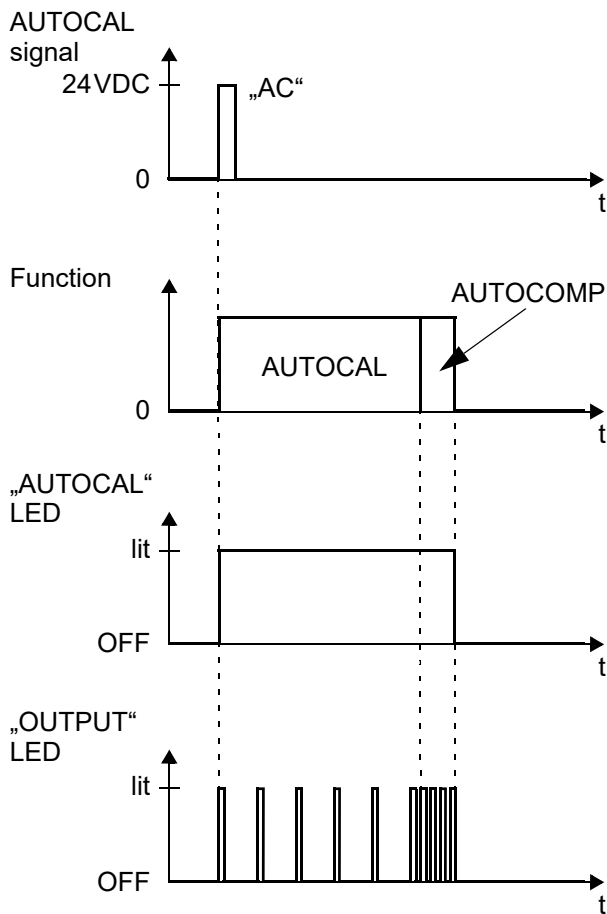 AUTOCAL
signal
24VDC
„AC“
0
t
Function
AUTOCOMP
AUTOCAL
0
t
„AUTOCAL“
LED
lit
OFF
t
„OUTPUT“
LED
lit
OFF
t